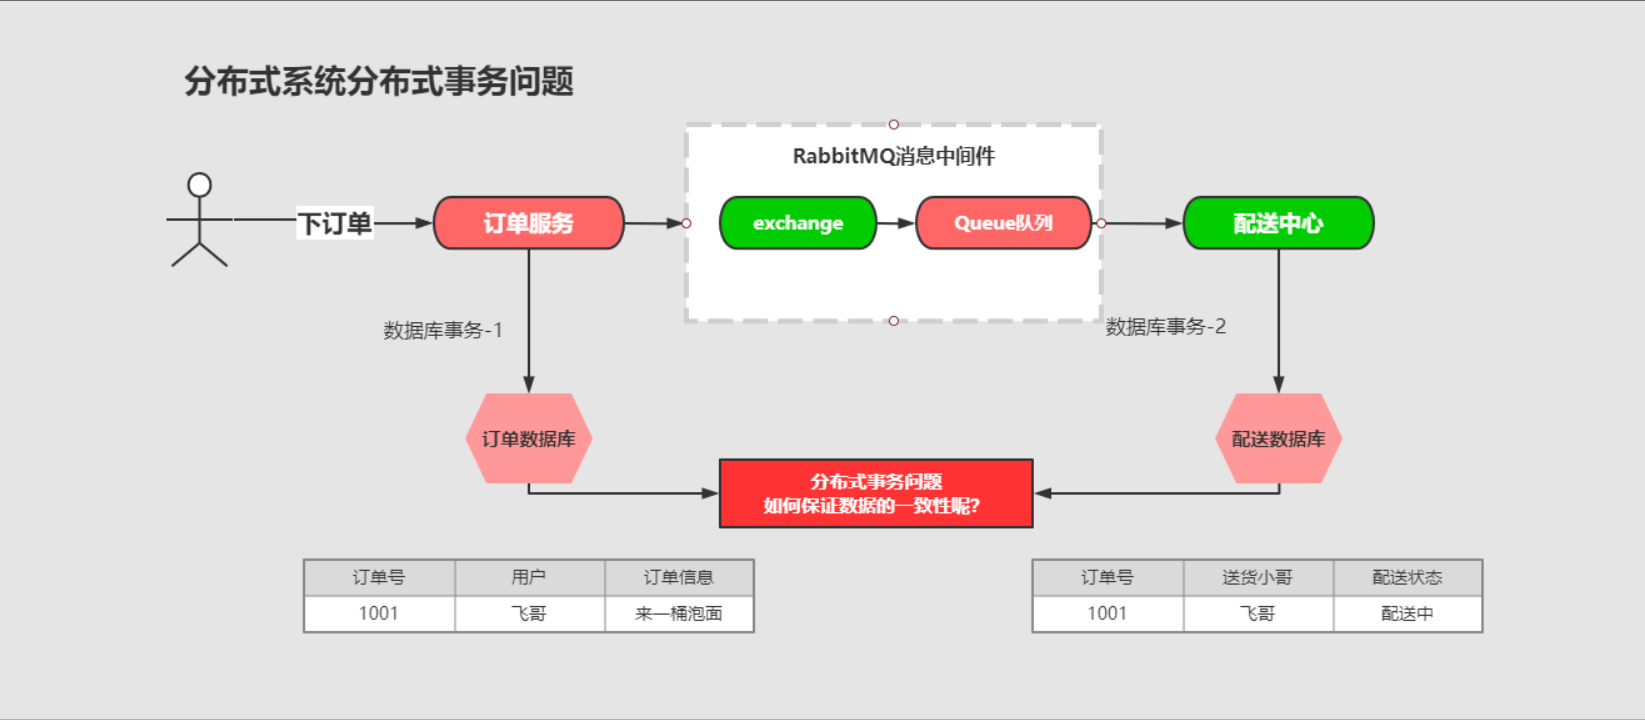 分布式系统分布式事务问题
RabbitMQ消息中间件
下订单
订单服务
exchange
Queue队列
配送中心
数据库事务-1
数据库事务-2
订单数据库
配送数据库
分布式事务问题
如何保证数据的一致性呢?
订单号 用户 订单信息
1001 飞哥 来一桶泡面
订单号 送货小哥 配送状态
1001 飞哥 配送中